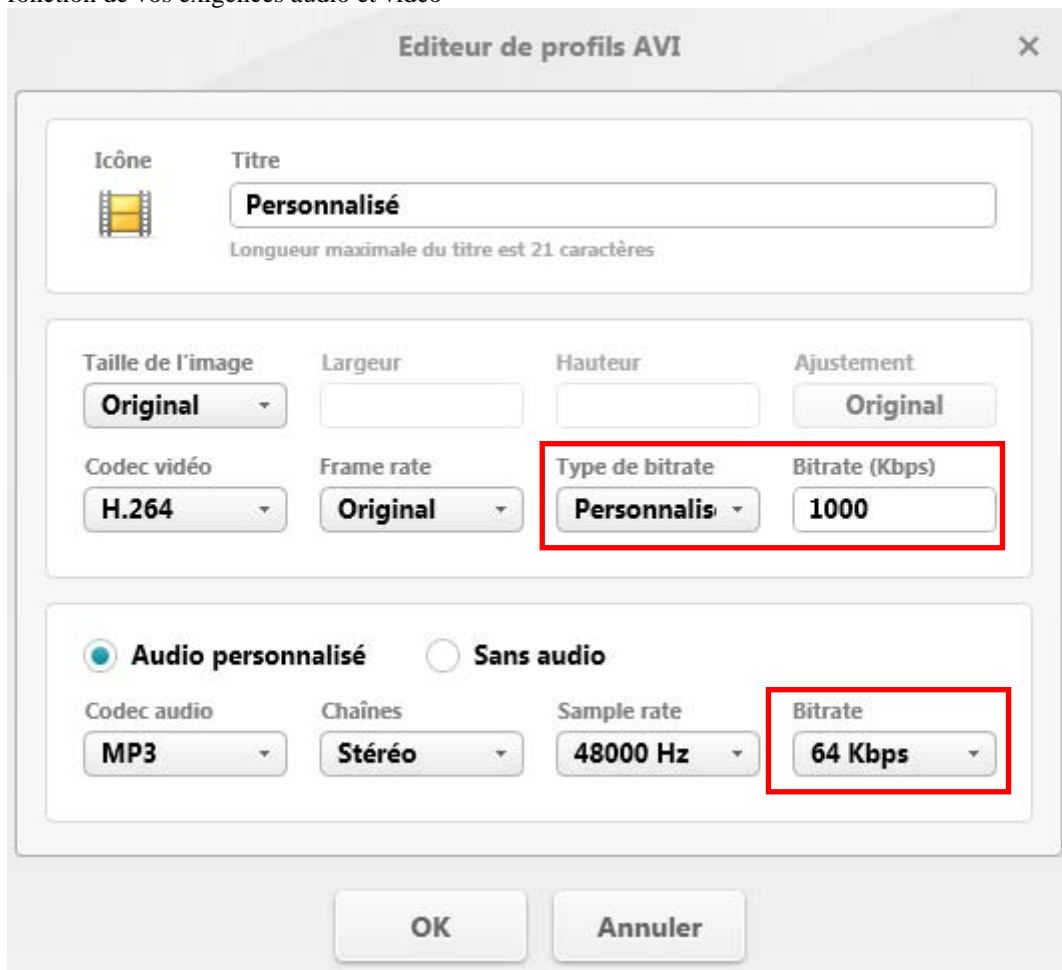 fonction de vos exigences audio et vidéo
Editeur de profils AVI
Icône Titre
Personnalisé
Longueur maximale du titre est 21 caractères
Taille de l'image Largeur Hauteur Ajustement
Original Original
Codec vidéo Frame rate Type de bitrate Bitrate (Kbps)
H.264 Original Personnalis 1000
Audio personnalisé Sans audio
Codec audio Chaînes Sample rate Bitrate
MP3 Stéréo 48000 Hz 64 Kbps
OK Annuler